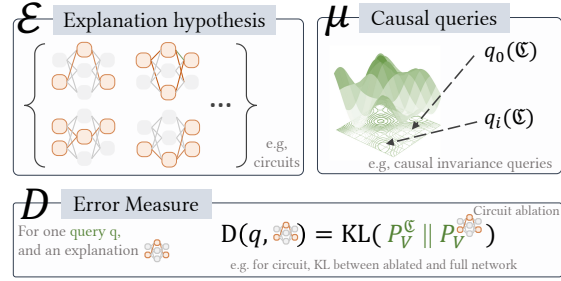 ℰ Explanation hypothesis
...
e.g,
circuits
μ Causal queries
q₀(ℭ)
qᵢ(ℭ)
e.g, causal invariance queries
D Error Measure
For one query q,
and an explanation
Circuit ablation
D(q, ) = KL( P_V^ℭ || P_V )
e.g. for circuit, KL between ablated and full network